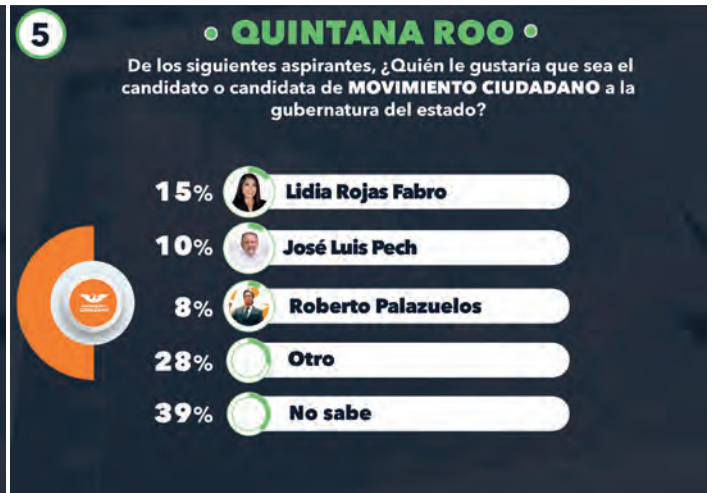 5
QUINTANA ROO
De los siguientes aspirantes, ¿Quién le gustaría que sea el
candidato o candidata de MOVIMIENTO CIUDADANO a la
gubernatura del estado?
15% Lidia Rojas Fabro
10% José Luis Pech
8% Roberto Palazuelos
28% Otro
39% No sabe
MOVIMIENTO
CIUDADANO